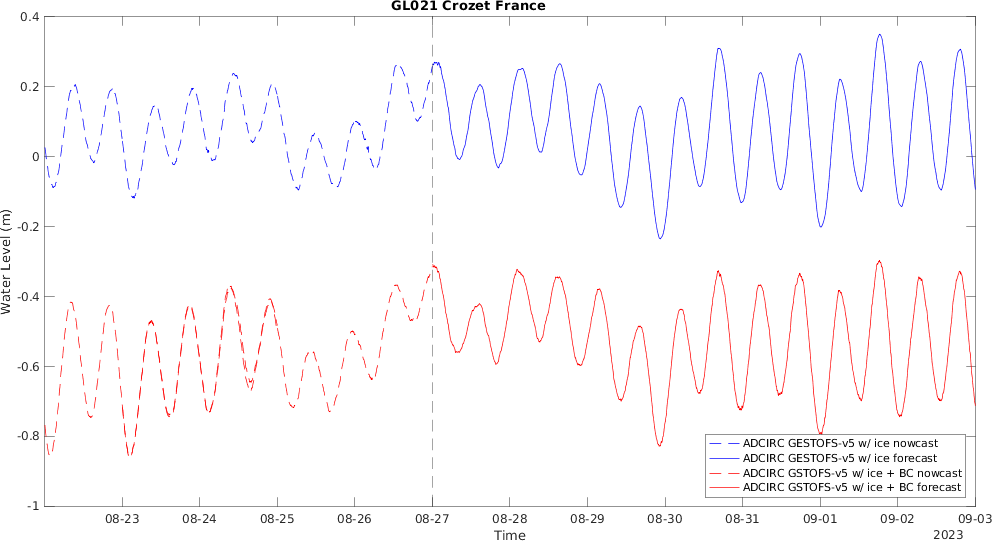 GL021 Crozet France
Water Level (m)
0.4
0.2
0
-0.2
-0.4
-0.6
-0.8
-1
ADCIRC GESTOFS-v5 w/ ice nowcast
ADCIRC GESTOFS-v5 w/ ice forecast
ADCIRC GSTOFS-v5 w/ ice + BC nowcast
ADCIRC GSTOFS-v5 w/ ice + BC forecast
08-23 08-24 08-25 08-26 08-27 08-28 08-29 08-30 08-31 09-01 09-02 09-03
Time
2023